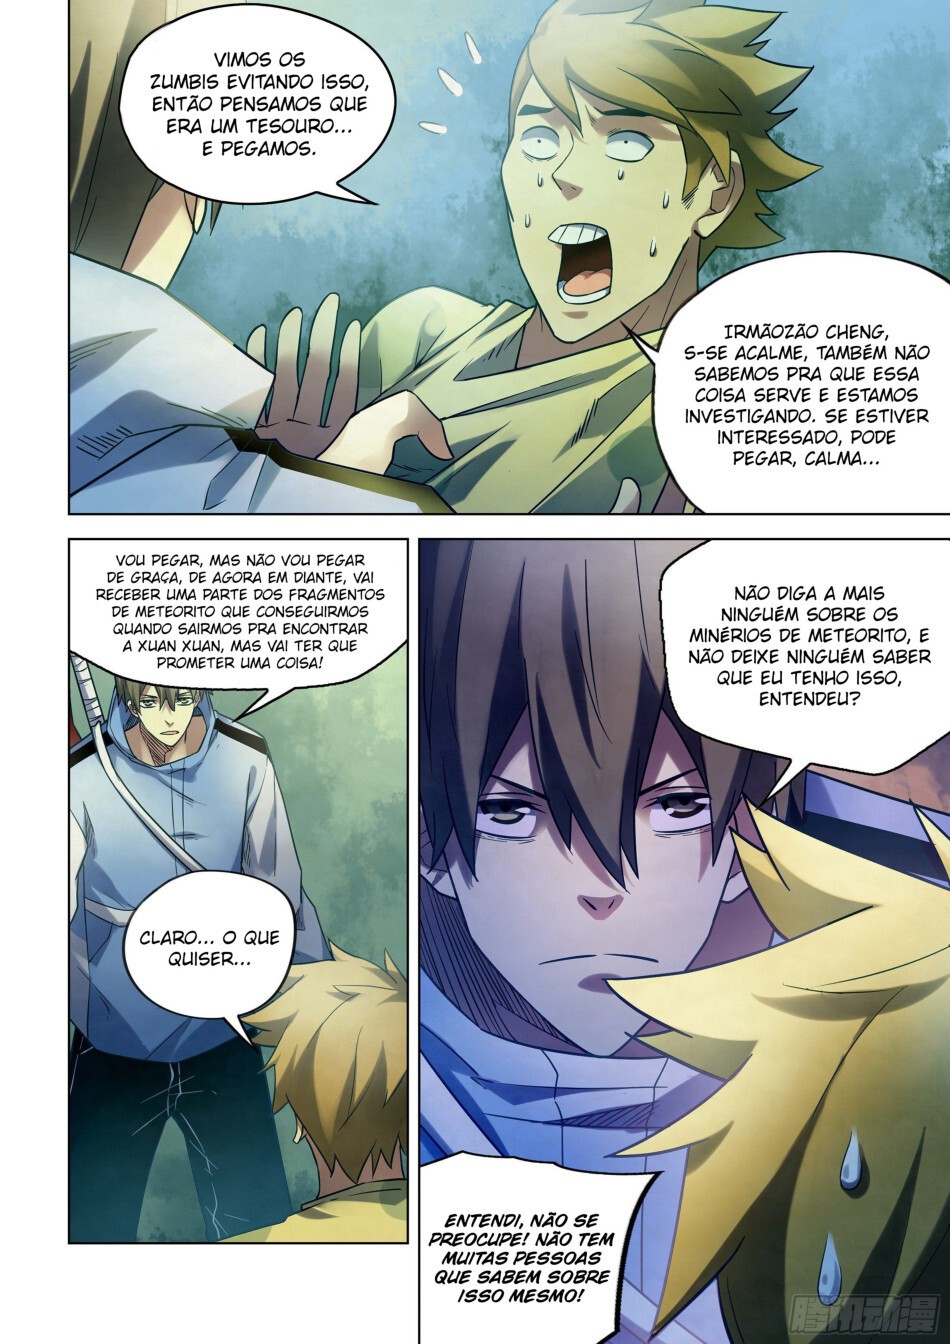 VIMOS OS
ZUMBIS EVITANDO ISSO,
ENTÃO PENSAMOS QUE
ERA UM TESOURO...
E PEGAMOS.
IRMÃOZÃO CHENG,
S-SE ACALME, TAMBÉM NÃO
SABEMOS PRA QUE ESSA
COISA SERVE E ESTAMOS
INVESTIGANDO. SE ESTIVER
INTERESSADO, PODE
PEGAR, CALMA...
VOU PEGAR, MAS NÃO VOU PEGAR
DE GRAÇA, DE AGORA EM DIANTE, VAI
RECEBER UMA PARTE DOS FRAGMENTOS
DE METEORITO QUE CONSEGUIRMOS
QUANDO SAIRMOS PRA ENCONTRAR
A XUAN XUAN, MAS VAI TER QUE
PROMETER UMA COISA!
CLARO... O QUE
QUISER...
NÃO DIGA A MAIS
NINGUÉM SOBRE OS
MINÉRIOS DE METEORITO, E
NÃO DEIXE NINGUÉM SABER
QUE EU TENHO ISSO,
ENTENDEU?
ENTENDI, NÃO SE
PREOCUPE! NÃO TEM
MUITAS PESSOAS
QUE SABEM SOBRE
ISSO MESMO!
腾讯动漫